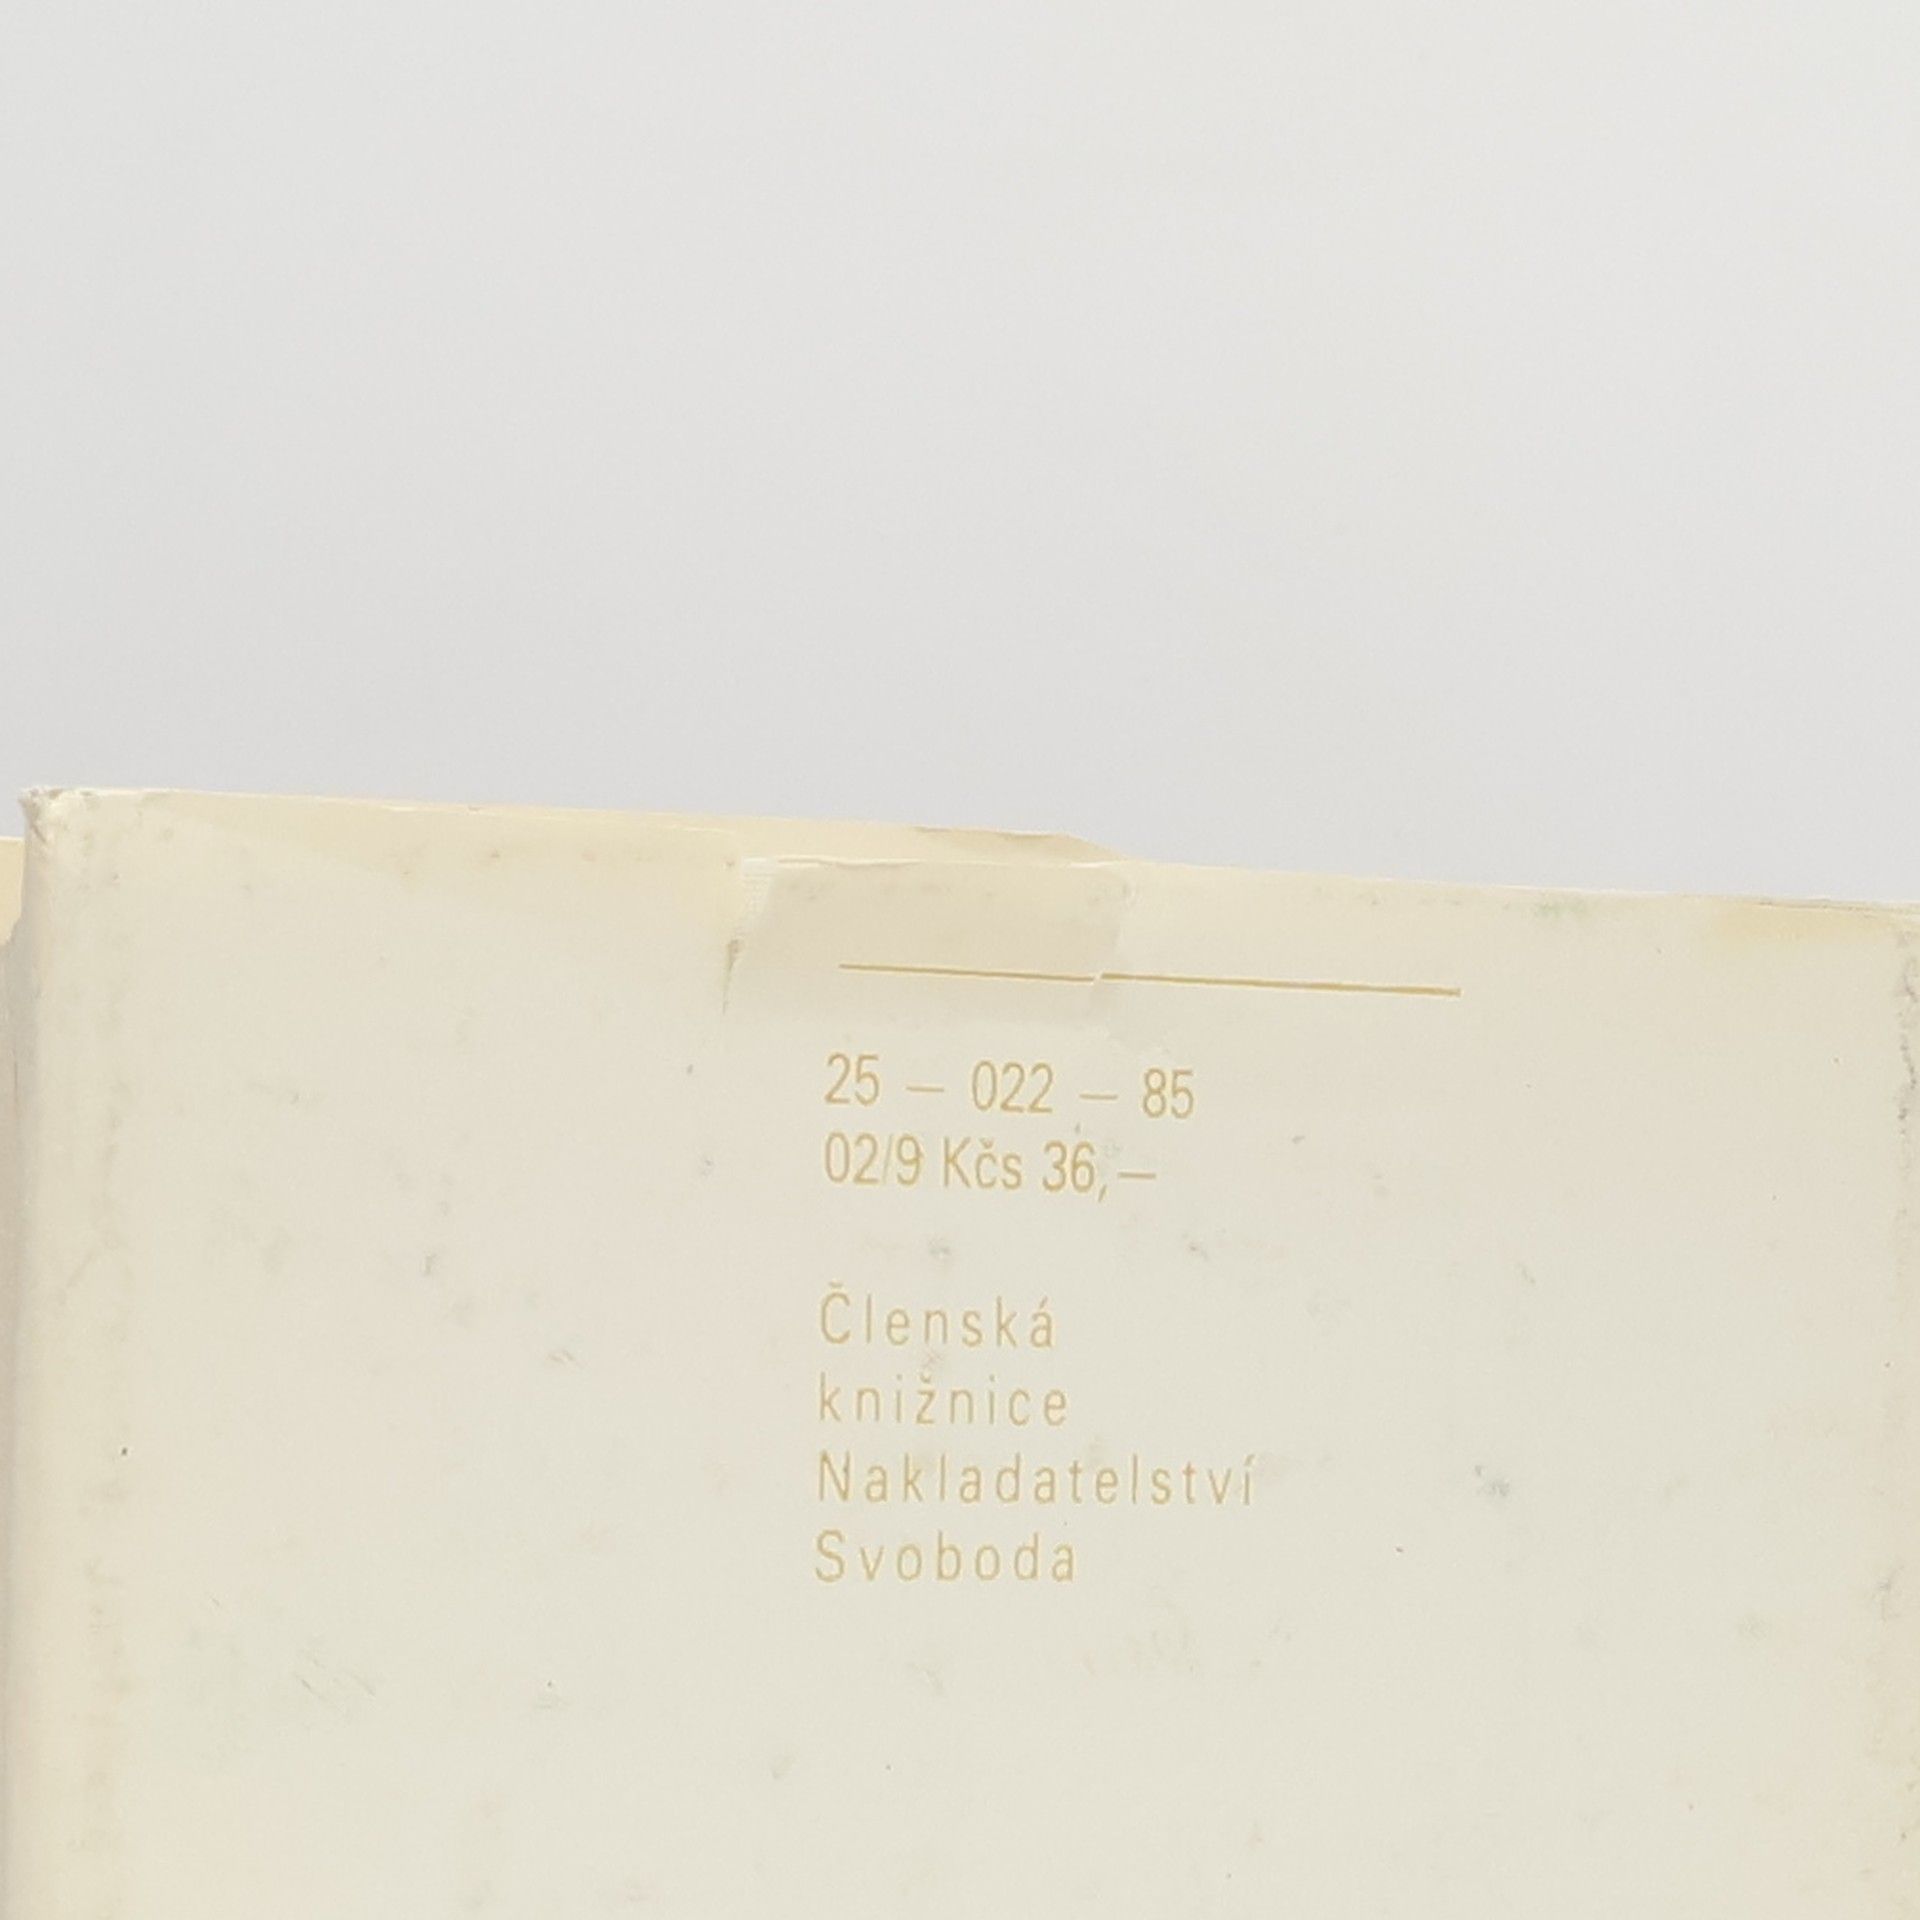 25 – 022 – 85
02/9 Kčs 36,–
Členská
knižnice
Nakladatelství
Svoboda